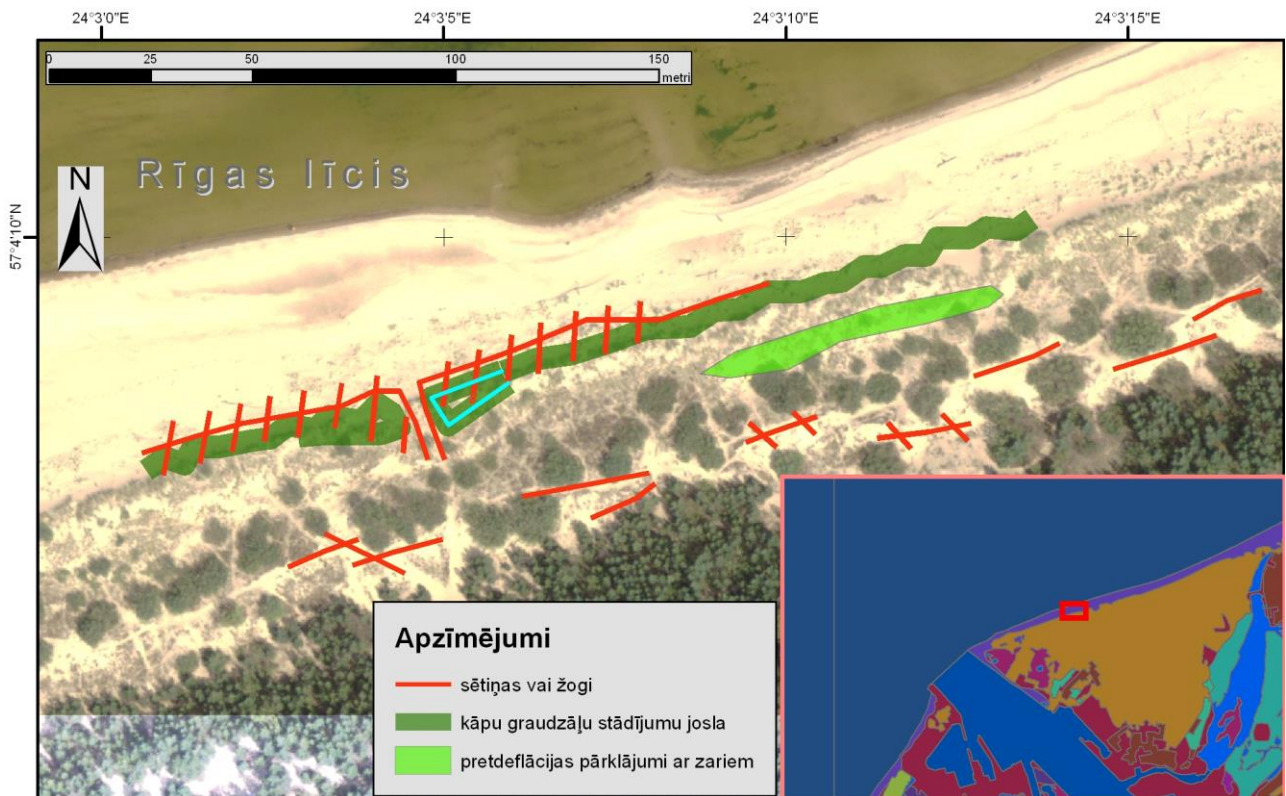 24°3'0"E 24°3'5"E 24°3'10"E 24°3'15"E
0 25 50 100 150
metri
Rīgas līcis
N
57°4'10"N
Apzīmējumi
sētiņas vai žogi
kāpu graudzāļu stādījumu josla
pretdeflācijas pārklājumi ar zariem